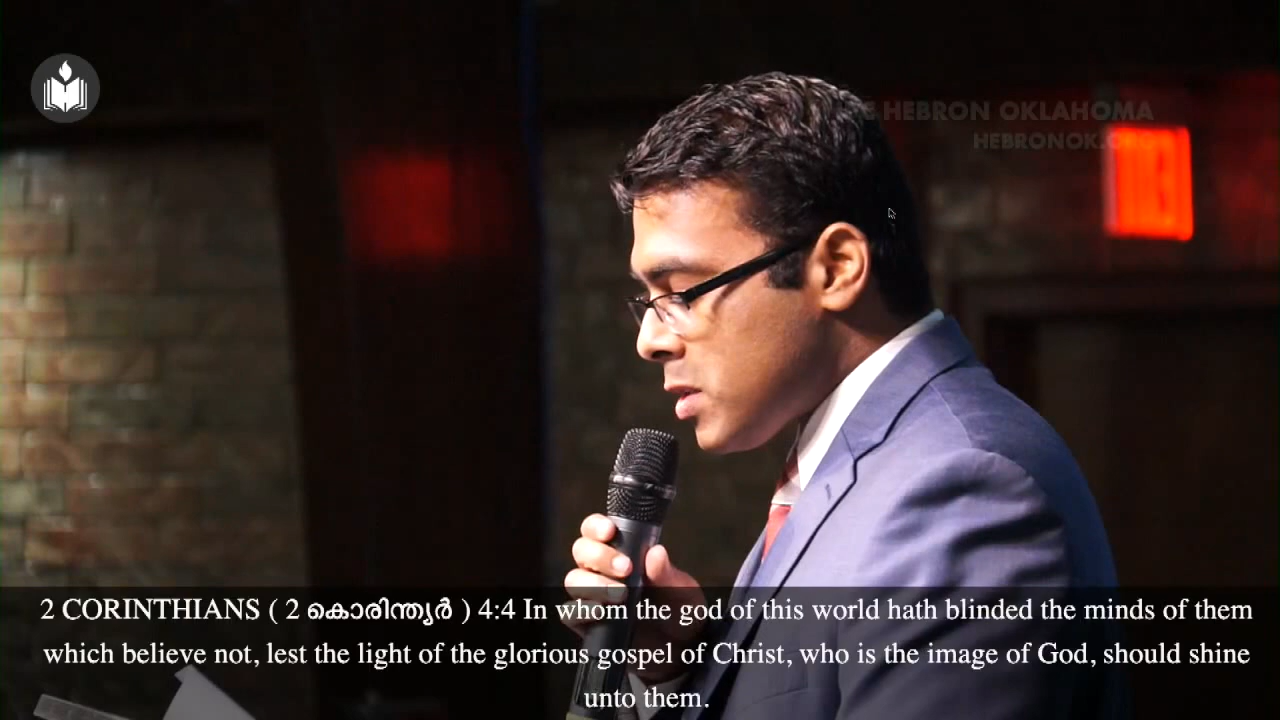 HEBRON OKLAHOMA
HEBRONOK.ORG
2 CORINTHIANS ( 2 കൊരിന്ത്യർ ) 4:4 In whom the god of this world hath blinded the minds of them
which believe not, lest the light of the glorious gospel of Christ, who is the image of God, should shine
unto them.